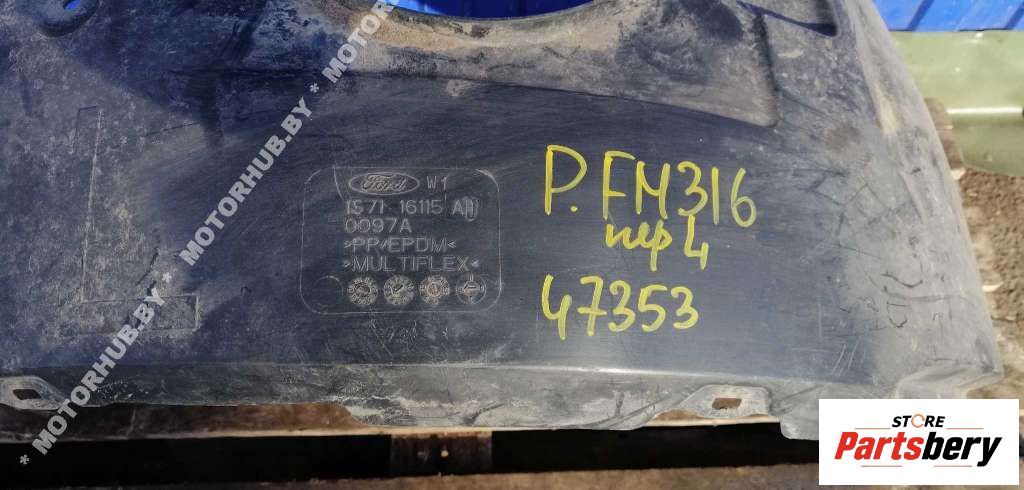 * MOTORHUB.BY * MOTORHUB.BY * MOTORHUB.BY * MOTOR
Ford W1
1S71-16115 A
0097A
>PP/EPDM<
>MULTIFLEX<
P. FM316
пер 4
47353
STORE
Partsbery